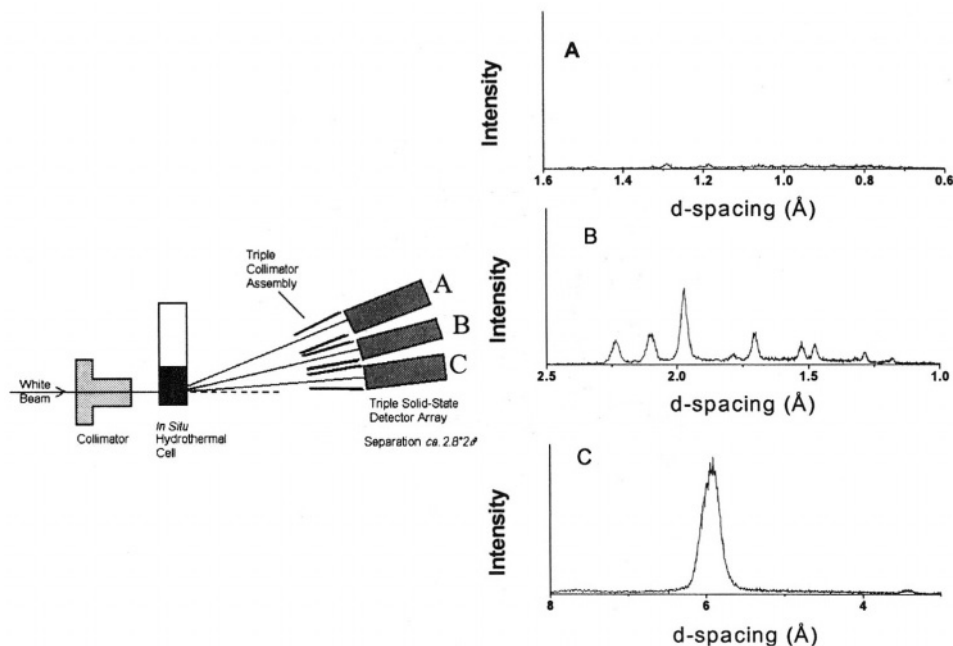 Triple
Collimator
Assembly
A
B
C
White
Beam
Collimator
In Situ
Hydrothermal
Cell
Triple Solid-State
Detector Array
Separation ca. 2.8°2θ
A
Intensity
1.6 1.4 1.2 1.0 0.8 0.6
d-spacing (Å)
B
Intensity
2.5 2.0 1.5 1.0
d-spacing (Å)
C
Intensity
8 6 4
d-spacing (Å)